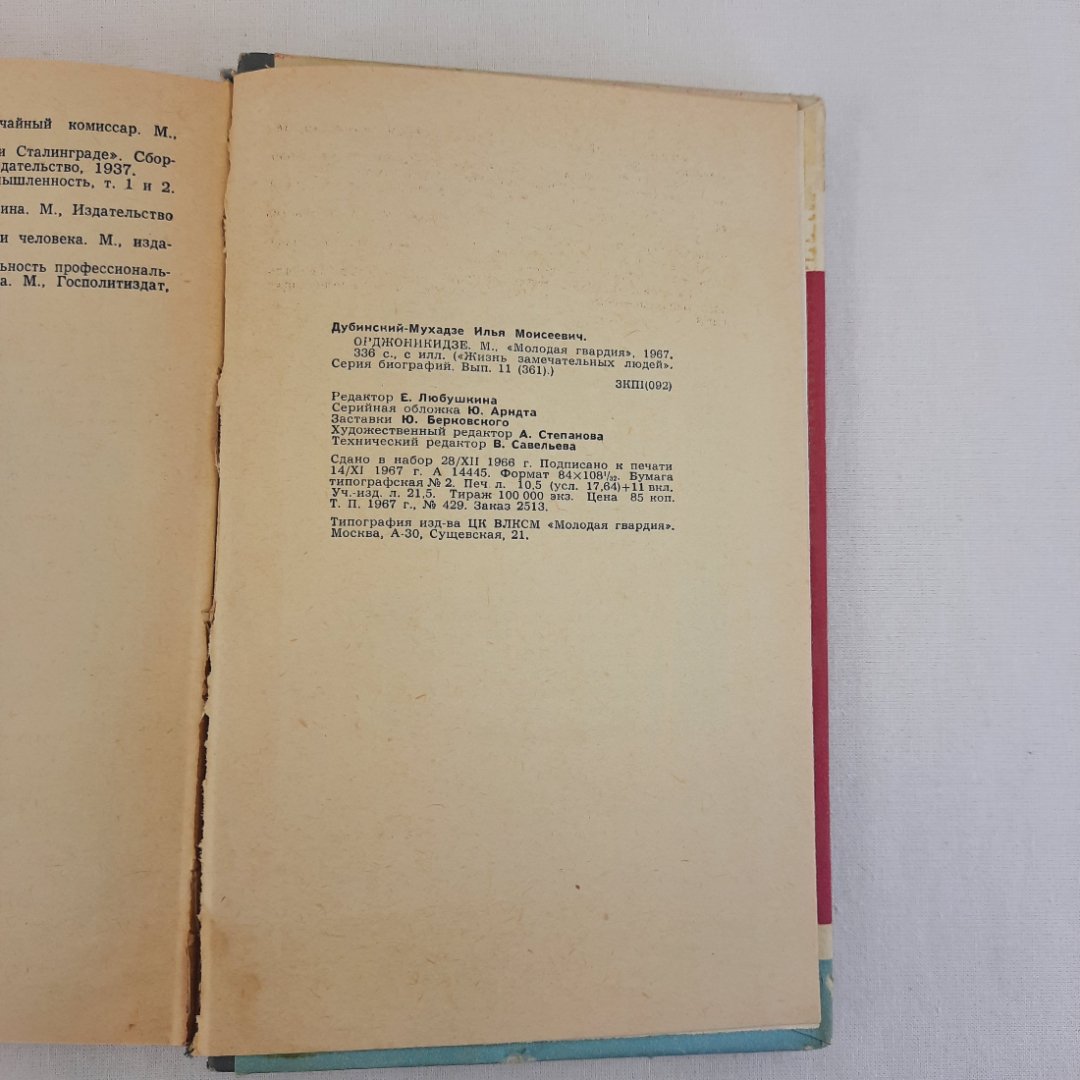 чайный комиссар. М.,
и Сталинграде». Сбор-
дательство, 1937.
мышленность, т. 1 и 2.
ина. М., Издательство
и человека. М., изда-
ьность профессиональ-
а. М., Госполитиздат,
Дубинский-Мухадзе Илья Моисеевич.
ОРДЖОНИКИДЗЕ. М., «Молодая гвардия», 1967.
336 с., с илл. («Жизнь замечательных людей».
Серия биографий. Вып. 11 (361).)
3КП1(092)
Редактор Е. Любушкина
Серийная обложка Ю. Арндта
Заставки Ю. Берковского
Художественный редактор А. Степанова
Технический редактор В. Савельева
Сдано в набор 28/XII 1966 г. Подписано к печати
14/XI 1967 г. А 14445. Формат 84×108¹/₃₂. Бумага
типографская № 2. Печ л. 10,5 (усл. 17,64)+11 вкл.
Уч.-изд. л. 21,5. Тираж 100 000 экз. Цена 85 коп.
Т. П. 1967 г., № 429. Заказ 2513.
Типография изд-ва ЦК ВЛКСМ «Молодая гвардия».
Москва, А-30, Сущевская, 21.